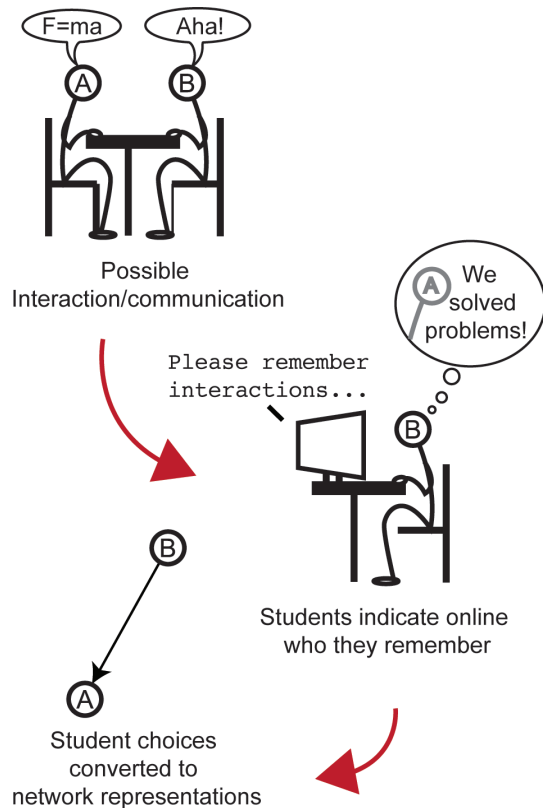 F=ma
Aha!
A
B
Possible
Interaction/communication
A
We
solved
problems!
Please remember
interactions...
B
Students indicate online
who they remember
B
A
Student choices
converted to
network representations